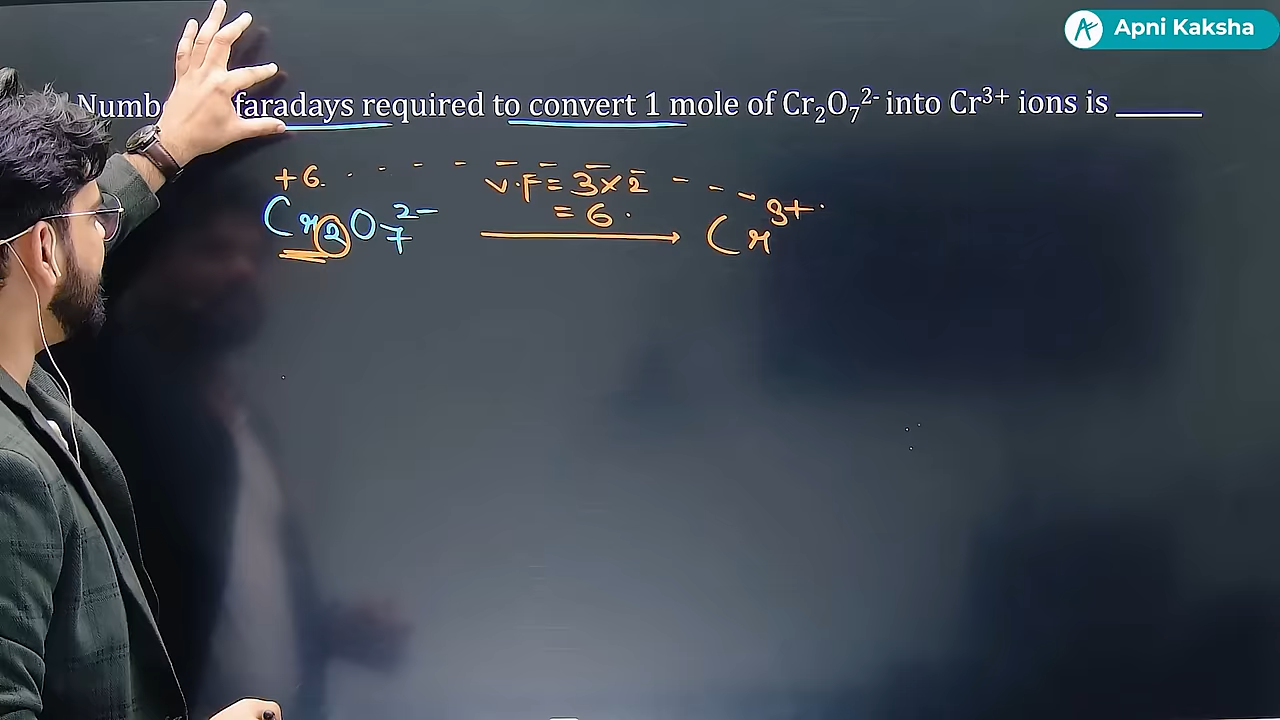 Apni Kaksha
faradays required to convert 1 mole of Cr₂O₇²⁻ into Cr³⁺ ions is ______
+6 v.f = 3×2
= 6.
Cr₂O₇²⁻ → Cr³⁺